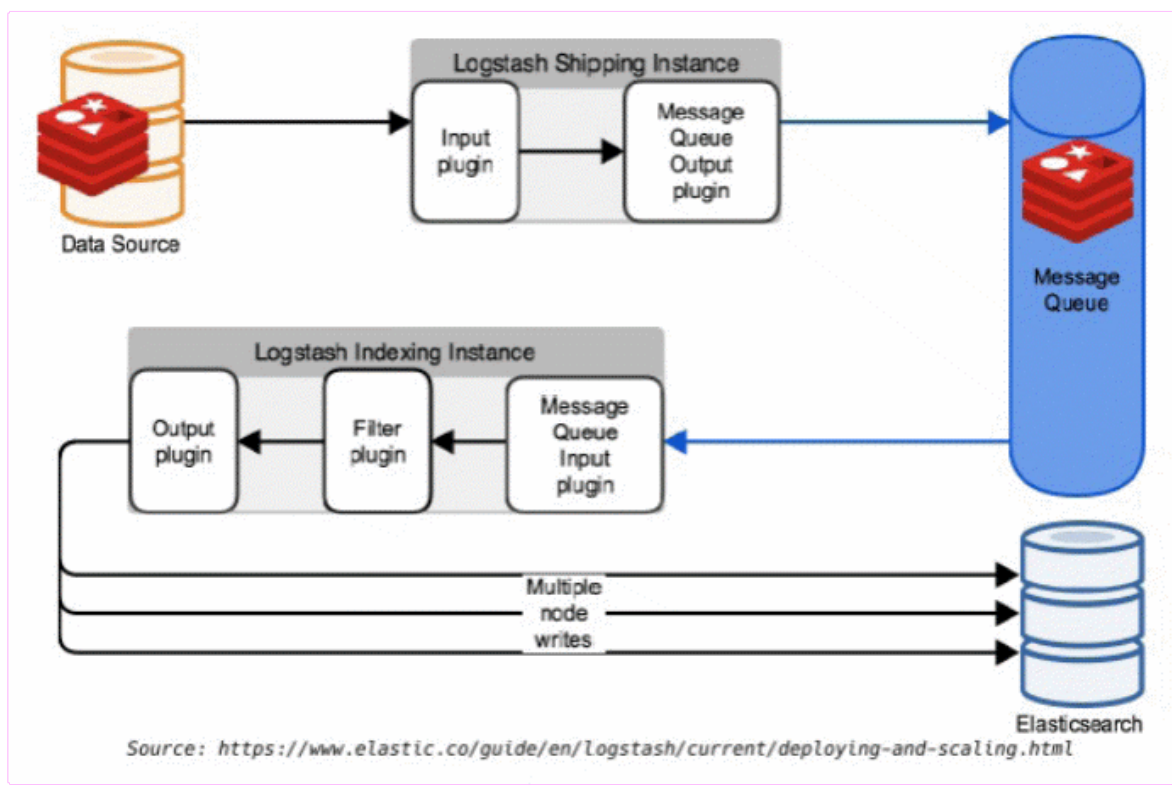 Logstash Shipping Instance
Input
plugin
Message
Queue
Output
plugin
Data Source
Message
Queue
Logstash Indexing Instance
Output
plugin
Filter
plugin
Message
Queue
Input
plugin
Multiple
node
writes
Elasticsearch
Source: https://www.elastic.co/guide/en/logstash/current/deploying-and-scaling.html